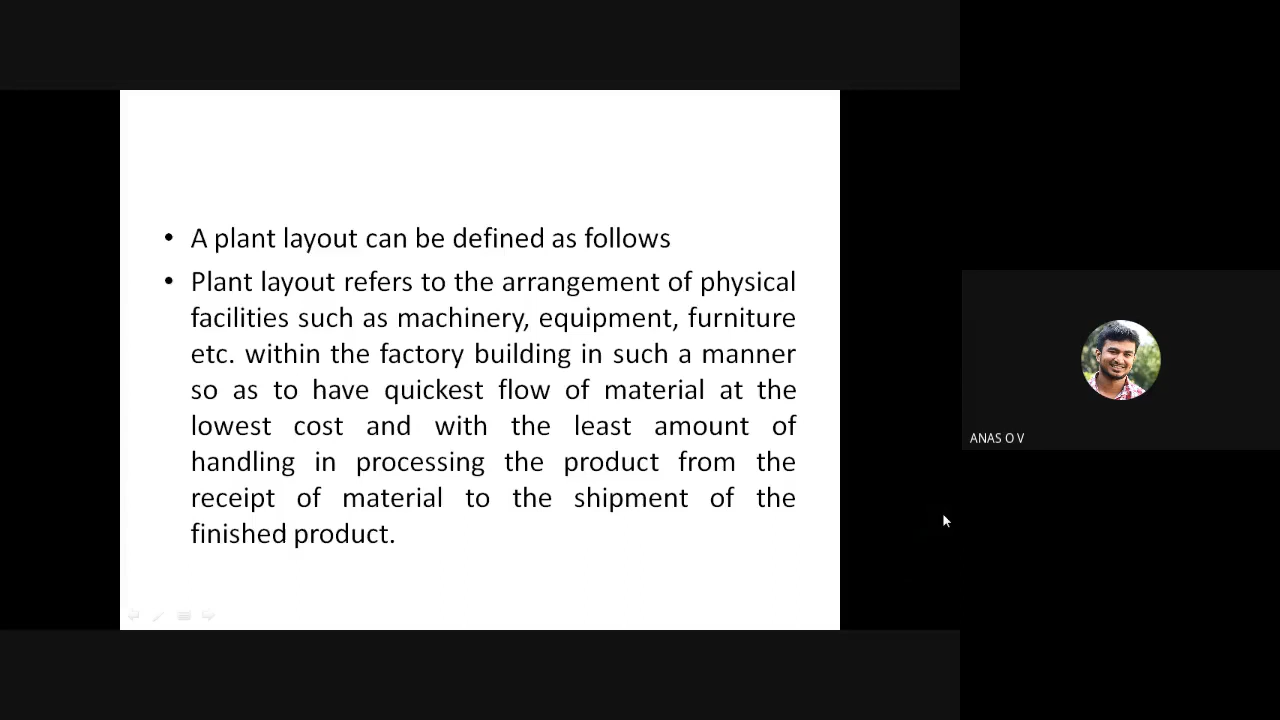 • A plant layout can be defined as follows
• Plant layout refers to the arrangement of physical
facilities such as machinery, equipment, furniture
etc. within the factory building in such a manner
so as to have quickest flow of material at the
lowest cost and with the least amount of
handling in processing the product from the
receipt of material to the shipment of the
finished product.
ANAS O V